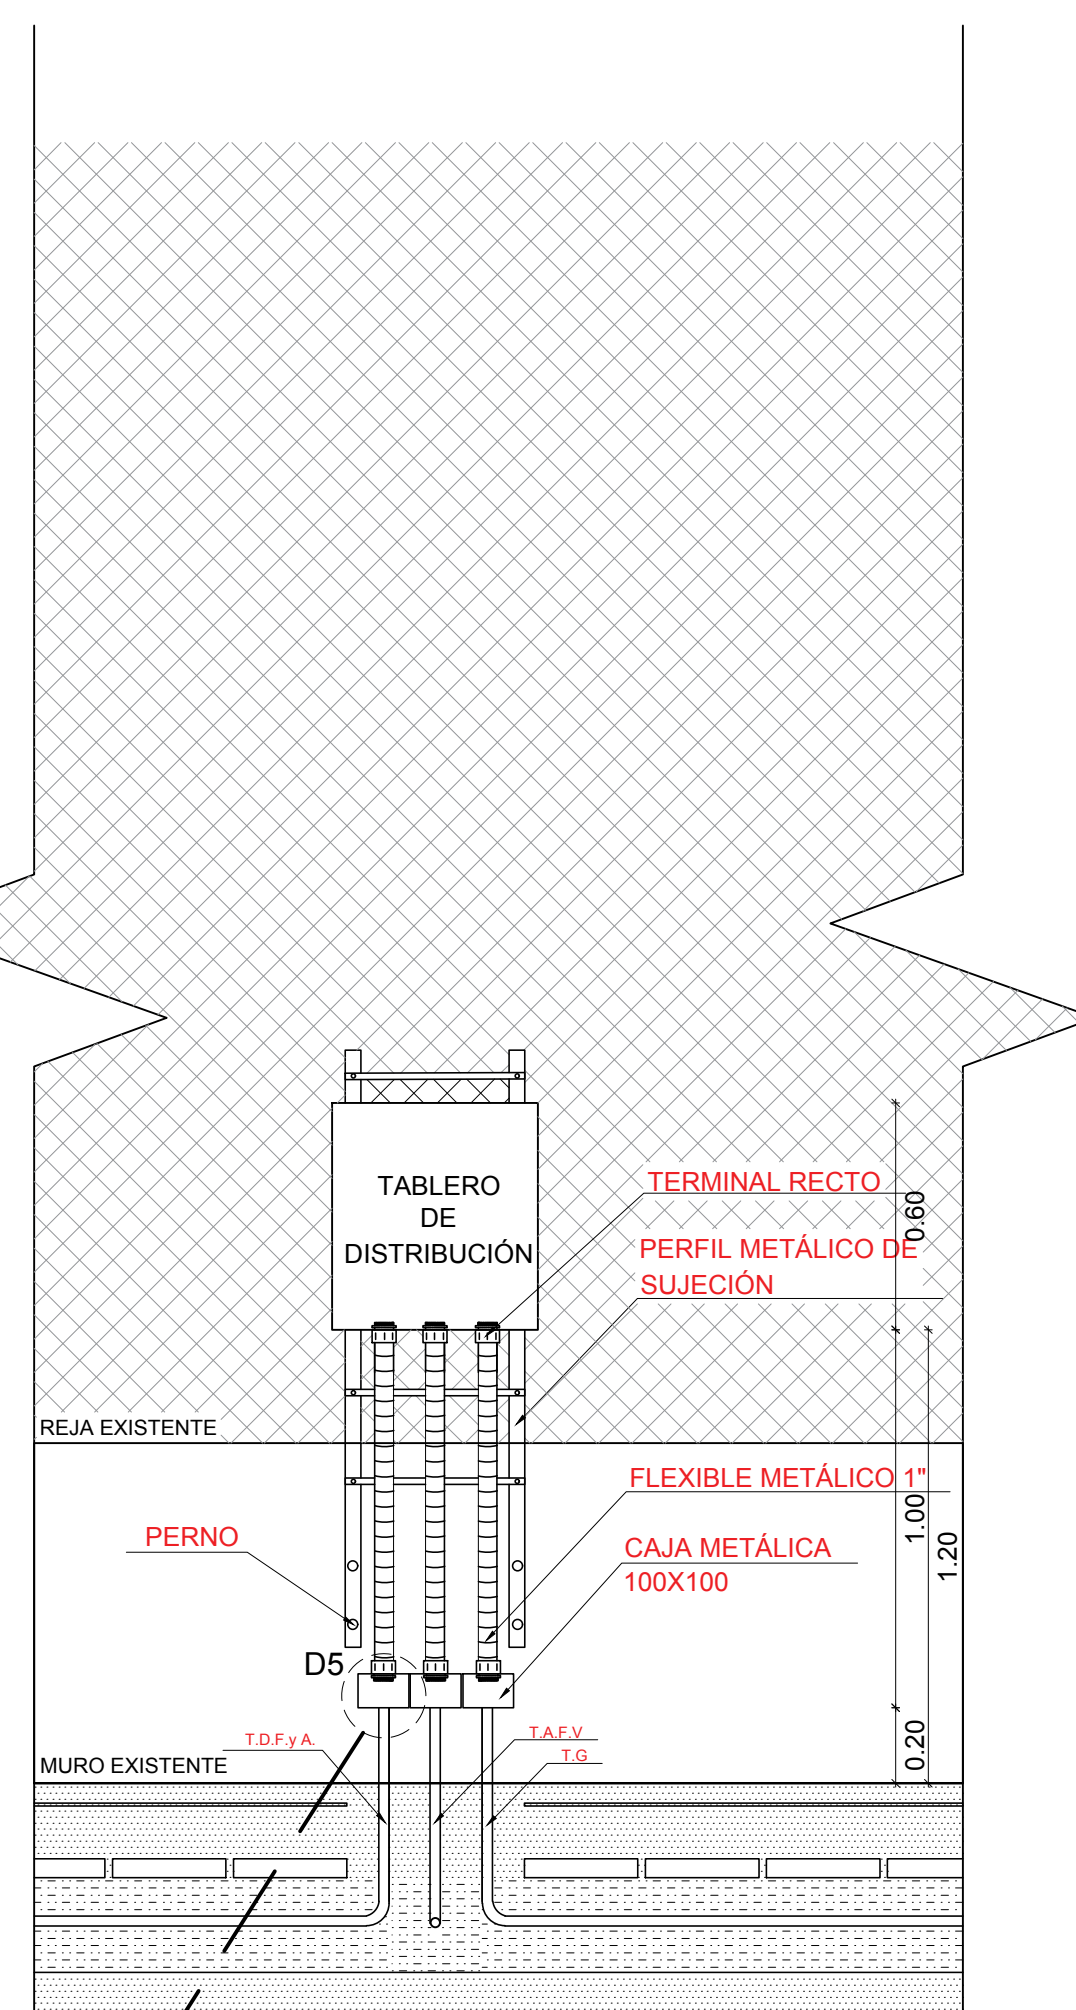 TABLERO
DE
DISTRIBUCIÓN
TERMINAL RECTO
0.60
PERFIL METÁLICO DE
SUJECIÓN
REJA EXISTENTE
FLEXIBLE METÁLICO 1"
1.00
PERNO
CAJA METÁLICA
100X100
1.20
D5
T.D.F.y A.
T.A.F.V
T.G
0.20
MURO EXISTENTE